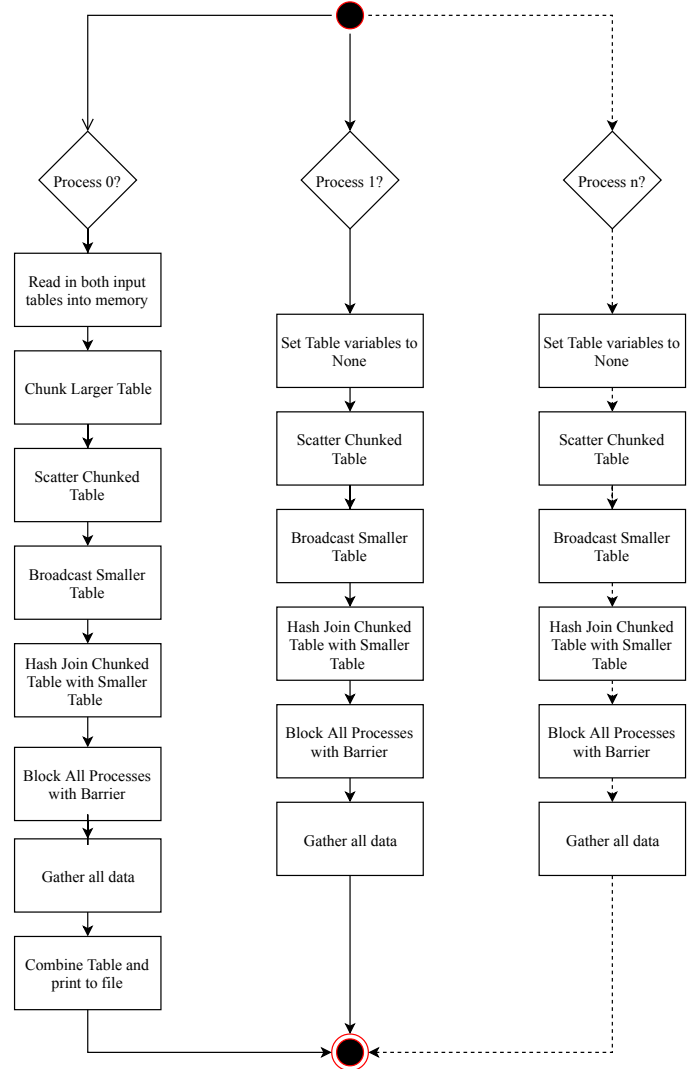 Process 0?
Process 1?
Process n?
Read in both input
tables into memory
Chunk Larger Table
Scatter Chunked
Table
Broadcast Smaller
Table
Hash Join Chunked
Table with Smaller
Table
Block All Processes
with Barrier
Gather all data
Combine Table and
print to file
Set Table variables to
None
Scatter Chunked
Table
Broadcast Smaller
Table
Hash Join Chunked
Table with Smaller
Table
Block All Processes
with Barrier
Gather all data
Set Table variables to
None
Scatter Chunked
Table
Broadcast Smaller
Table
Hash Join Chunked
Table with Smaller
Table
Block All Processes
with Barrier
Gather all data